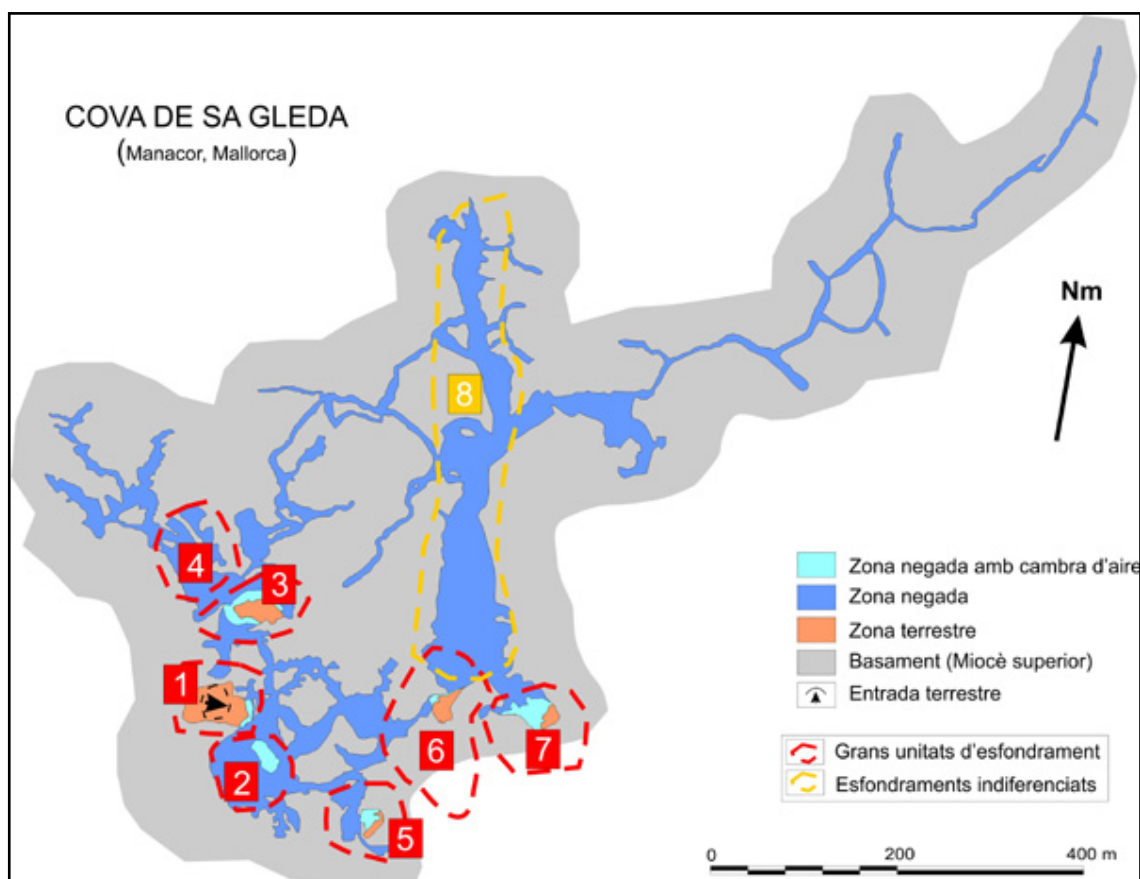 COVA DE SA GLEDA
(Manacor, Mallorca)
Nm
8
4
3
1
2
6
7
5
Zona negada amb cambra d'aire
Zona negada
Zona terrestre
Basament (Miocè superior)
Entrada terrestre
Grans unitats d'esfondrament
Esfondraments indiferenciats
0 200 400 m